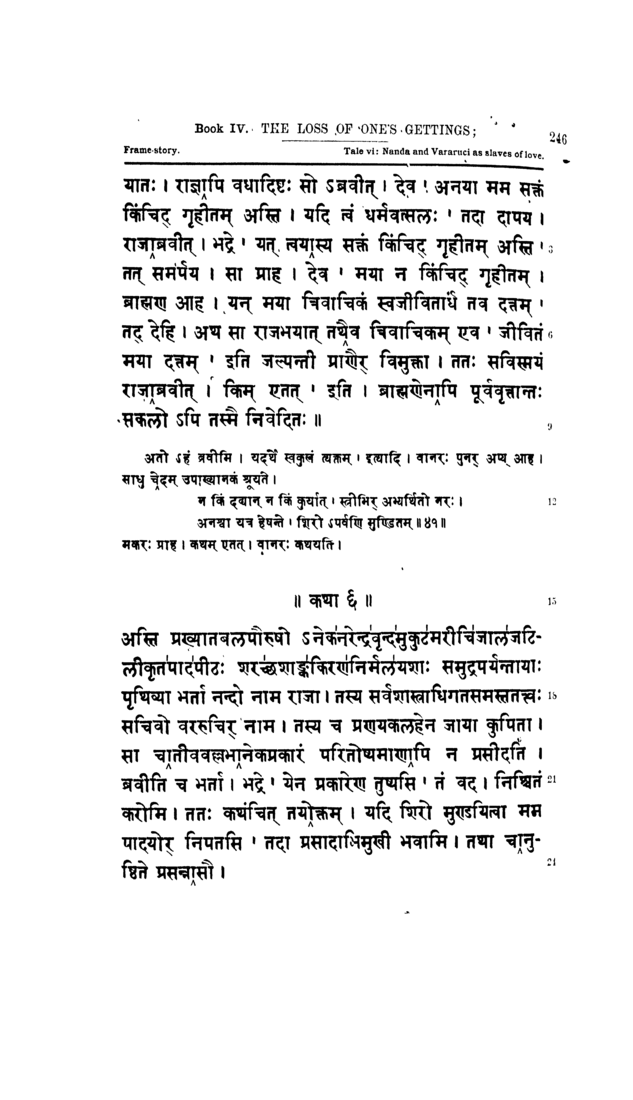 Book IV. THE LOSS OF ONE'S GETTINGS;
246
Frame-story. Tale vi: Nanda and Vararuci as slaves of love.
यातः । राज्ञापि वधादिष्टः सो ऽब्रवीत् । देव ' अनया मम सक्तं
किंचिद् गृहीतम् अस्ति । यदि त्वं धर्मवत्सलः ' तदा दापय ।
राजाब्रवीत् । भद्रे ' यत् त्वयास्य सक्तं किंचिद् गृहीतम् अस्ति ' 3
तत् समर्पय । सा प्राह । देव ' मया न किंचिद् गृहीतम् ।
ब्राह्मण आह । यन् मया त्रिवाचिकं स्वजीवितार्धं तव दत्तम् '
तद् देहि । अथ सा राजभयात् तथैव त्रिवाचिकम् एव ' जीवितं 6
मया दत्तम् ' इति जल्पन्ती प्राणैर् विमुक्ता । ततः सविस्मयं
राजाब्रवीत् । किम् एतत् ' इति । ब्राह्मणेनापि पूर्ववृत्तान्तः
सकलो ऽपि तस्मै निवेदितः ॥ 9
अतो ऽहं ब्रवीमि । यदर्थे स्वकुलं त्यक्तम् ' इत्यादि । वानरः पुनर् अप्य् आह ।
साधु चेदम् उपाख्यानकं श्रूयते ।
न किं दद्यान् न किं कुर्यात् ' स्त्रीभिर् अभ्यर्थितो नरः । 12
अनश्वा यत्र हेषन्ते ' शिरो ऽपर्वणि मुण्डितम् ॥ ४१ ॥
मकरः प्राह । कथम् एतत् । वानरः कथयति ।
॥ कथा ६ ॥ 15
अस्ति प्रख्यातबलपौरुषो ऽनेकनरेन्द्रवृन्दमुकुटमरीचिजालजटि-
लीकृतपादपीठः शरच्छशाङ्ककिरणनिर्मलयशाः समुद्रपर्यन्तायाः
पृथिव्या भर्ता नन्दो नाम राजा । तस्य सर्वशास्त्राधिगतसमस्ततत्त्वः 18
सचिवो वररुचिर् नाम । तस्य च प्रणयकलहेन जाया कुपिता ।
सा चातीववल्लभानेकप्रकारं परितोष्यमाणापि न प्रसीदति ।
ब्रवीति च भर्ता । भद्रे ' येन प्रकारेण तुष्यसि ' तं वद । निश्चितं 21
करोमि । ततः कथंचित् तयोक्तम् । यदि शिरो मुण्डयित्वा मम
पादयोर् निपतसि ' तदा प्रसादाभिमुखी भवामि । तथा चानु-
ष्ठिते प्रसन्नासौ । 24